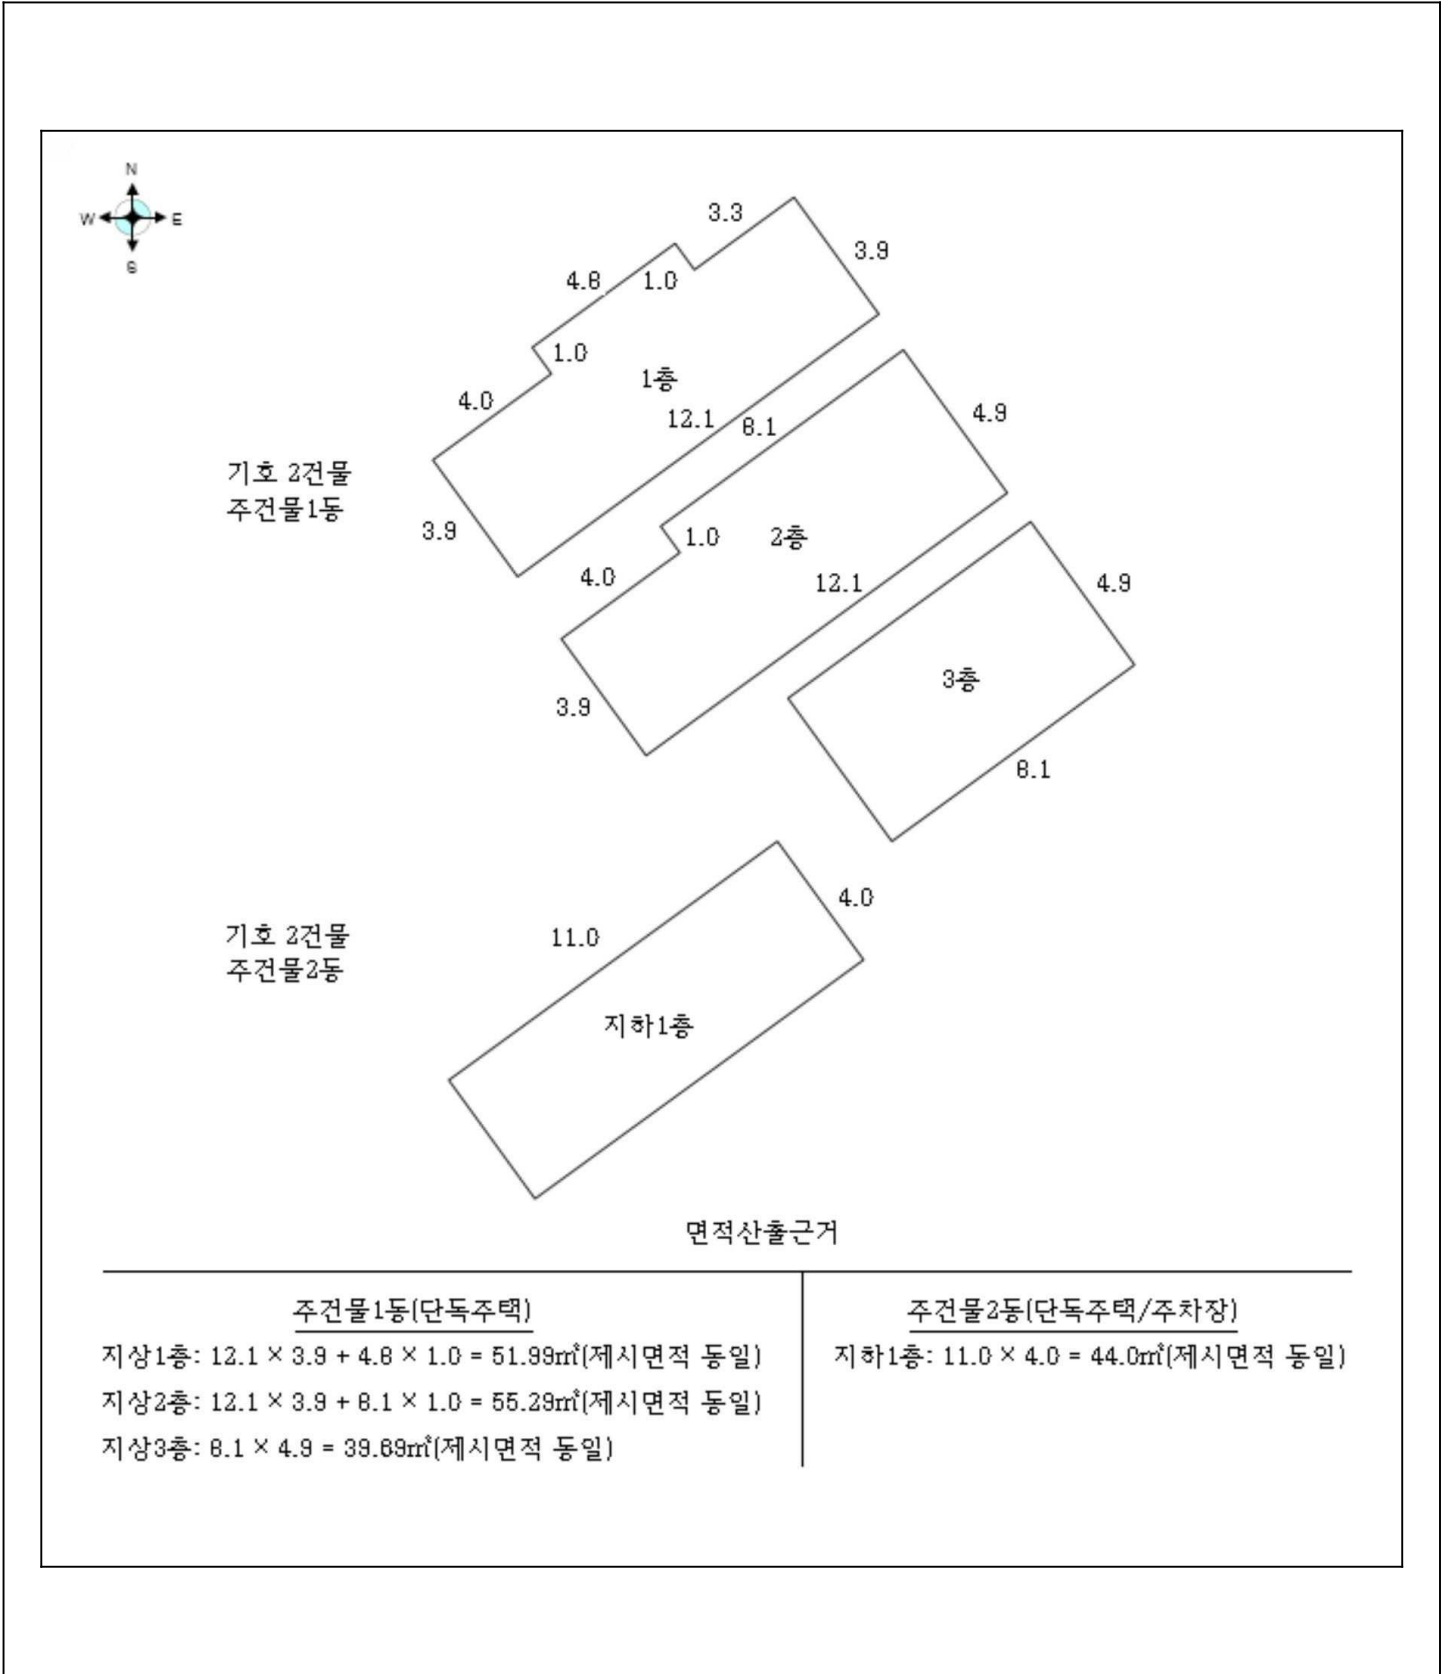 N
W E
S
3.3
3.9
4.8
1.0
1.0
1층
4.0
12.1
8.1
4.9
기호 2건물
주건물1동
3.9
1.0
2층
4.0
12.1
4.9
3층
3.9
8.1
4.0
기호 2건물
주건물2동
11.0
지하1층
면적산출근거
주건물1동(단독주택)
지상1층: 12.1 × 3.9 + 4.8 × 1.0 = 51.99㎡(제시면적 동일)
지상2층: 12.1 × 3.9 + 8.1 × 1.0 = 55.29㎡(제시면적 동일)
지상3층: 8.1 × 4.9 = 39.69㎡(제시면적 동일)
주건물2동(단독주택/주차장)
지하1층: 11.0 × 4.0 = 44.0㎡(제시면적 동일)